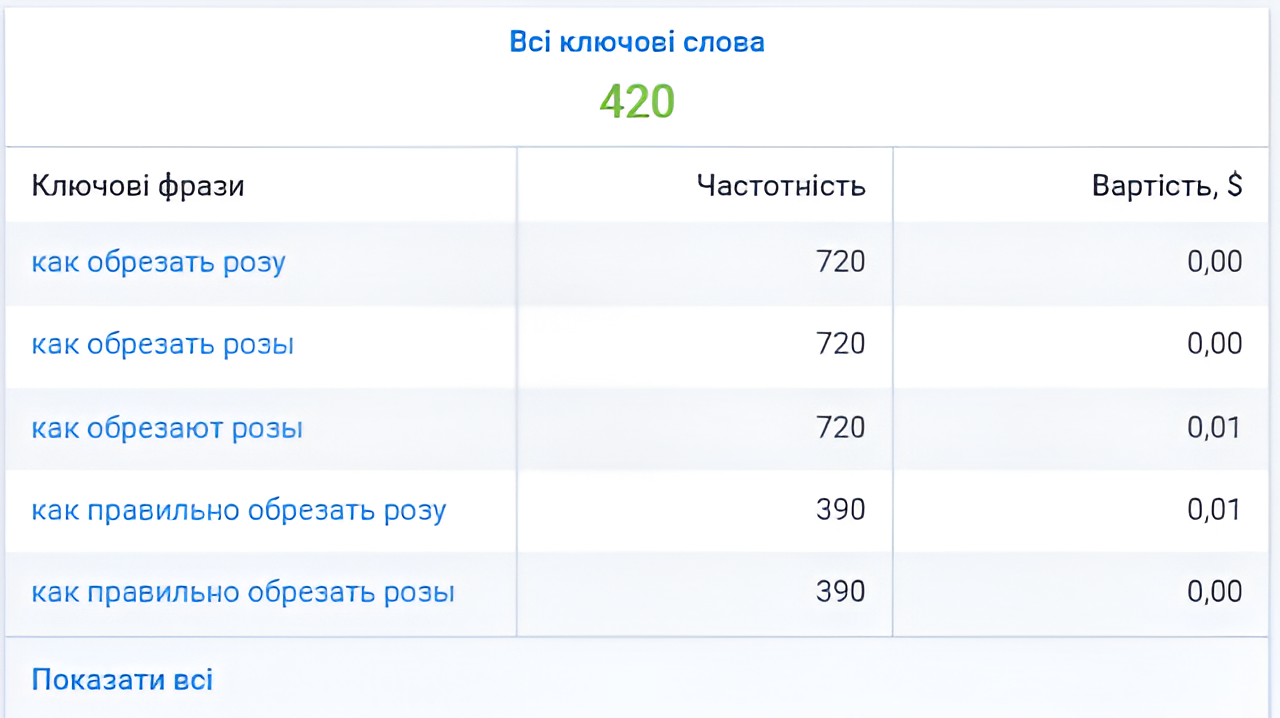 Всі ключові слова
420
Ключові фрази Частотність Вартість, $
как обрезать розу 720 0,00
как обрезать розы 720 0,00
как обрезают розы 720 0,01
как правильно обрезать розу 390 0,01
как правильно обрезать розы 390 0,00
Показати всі